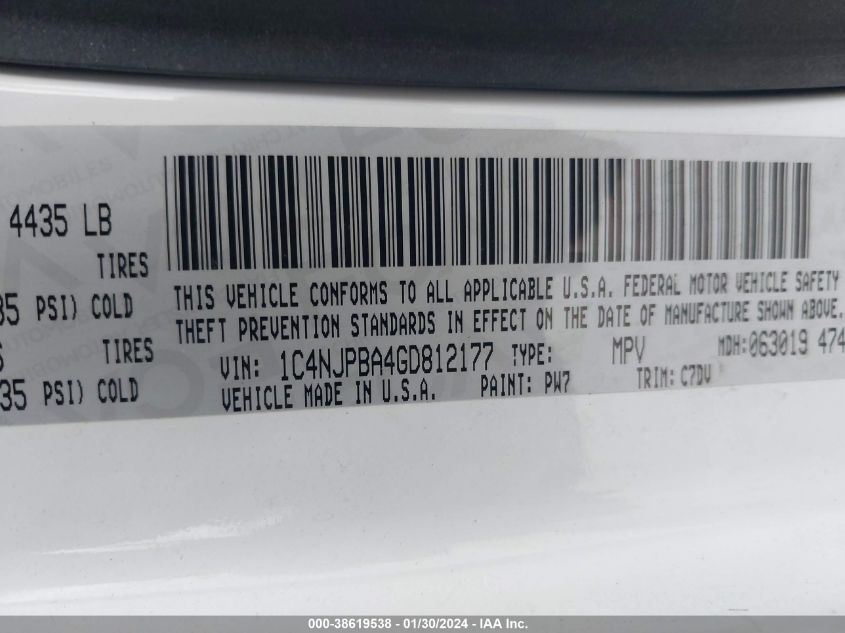 4435 LB
TIRES
35 PSI) COLD
TIRES
35 PSI) COLD
THIS VEHICLE CONFORMS TO ALL APPLICABLE U.S.A. FEDERAL MOTOR VEHICLE SAFETY
THEFT PREVENTION STANDARDS IN EFFECT ON THE DATE OF MANUFACTURE SHOWN ABOVE.
VIN: 1C4NJPBA4GD812177 TYPE: MPV MDH:063019 474
VEHICLE MADE IN U.S.A. PAINT: PW7 TRIM: C7DV
000-38619538 - 01/30/2024 - IAA Inc.